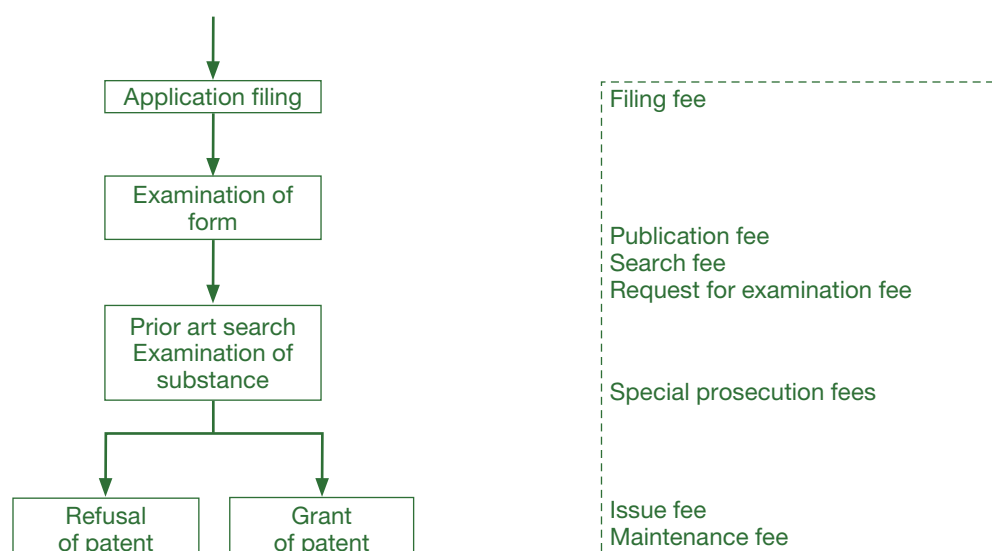 Application filing
Filing fee
Examination of
form
Publication fee
Search fee
Request for examination fee
Prior art search
Examination of
substance
Special prosecution fees
Refusal
of patent
Grant
of patent
Issue fee
Maintenance fee